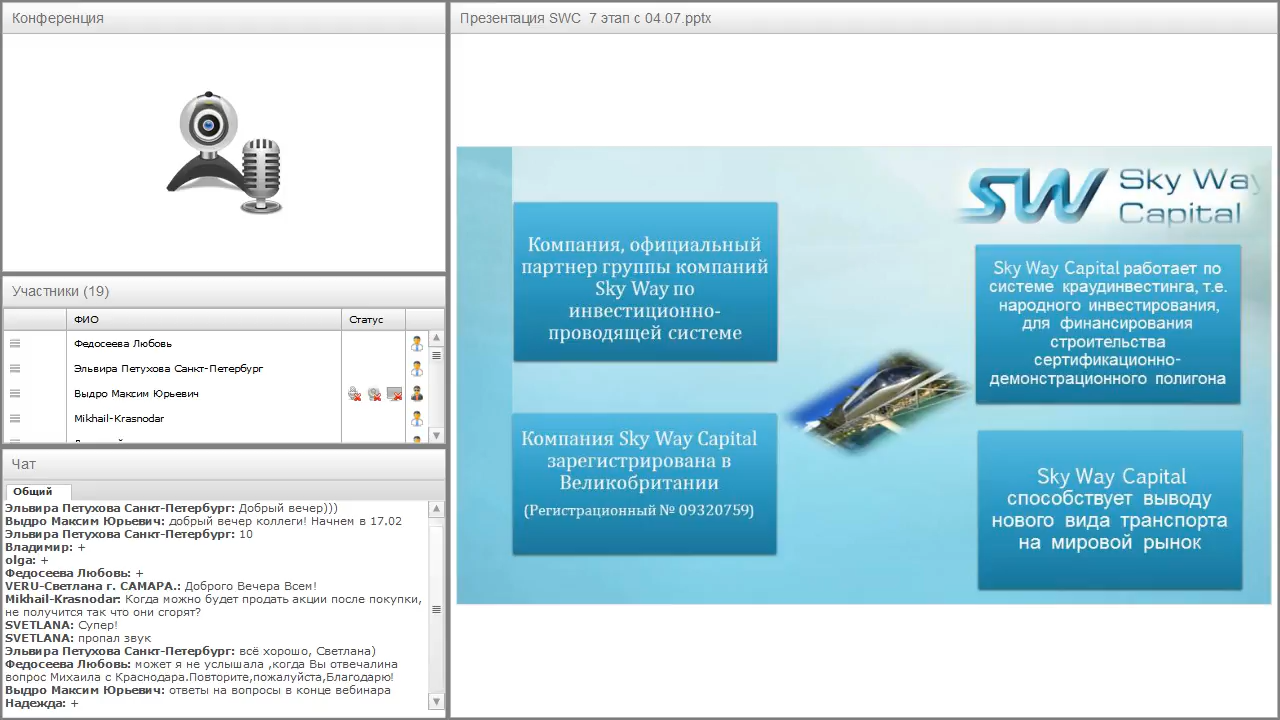 Конференция
Участники (19)
ФИО
Статус
Федосеева Любовь
Эльвира Петухова Санкт-Петербург
Выдро Максим Юрьевич
Mikhail-Krasnodar
Чат
Общий
Эльвира Петухова Санкт-Петербург: Добрый вечер)))
Выдро Максим Юрьевич: добрый вечер коллеги! Начнем в 17.02
Эльвира Петухова Санкт-Петербург: 10
Владимир: +
olga: +
Федосеева Любовь: +
VERU-Светлана г. САМАРА.: Доброго Вечера Всем!
Mikhail-Krasnodar: Когда можно будет продать акции после покупки,
не получится так что они сгорят?
SVETLANA: Супер!
SVETLANA: пропал звук
Эльвира Петухова Санкт-Петербург: всё хорошо, Светлана)
Федосеева Любовь: может я не услышала ,когда Вы отвечалина
вопрос Михаила с Краснодара.Повторите,пожалуйста,Благодарю!
Выдро Максим Юрьевич: ответы на вопросы в конце вебинара
Надежда: +
Презентация SWC 7 этап с 04.07.pptx
SW Sky Way
Capital
Компания, официальный
партнер группы компаний
Sky Way по
инвестиционно-
проводящей системе
Sky Way Capital работает по
системе краудинвестинга, т.е.
народного инвестирования,
для финансирования
строительства
сертификационно-
демонстрационного полигона
Компания Sky Way Capital
зарегистрирована в
Великобритании
(Регистрационный № 09320759)
Sky Way Capital
способствует выводу
нового вида транспорта
на мировой рынок